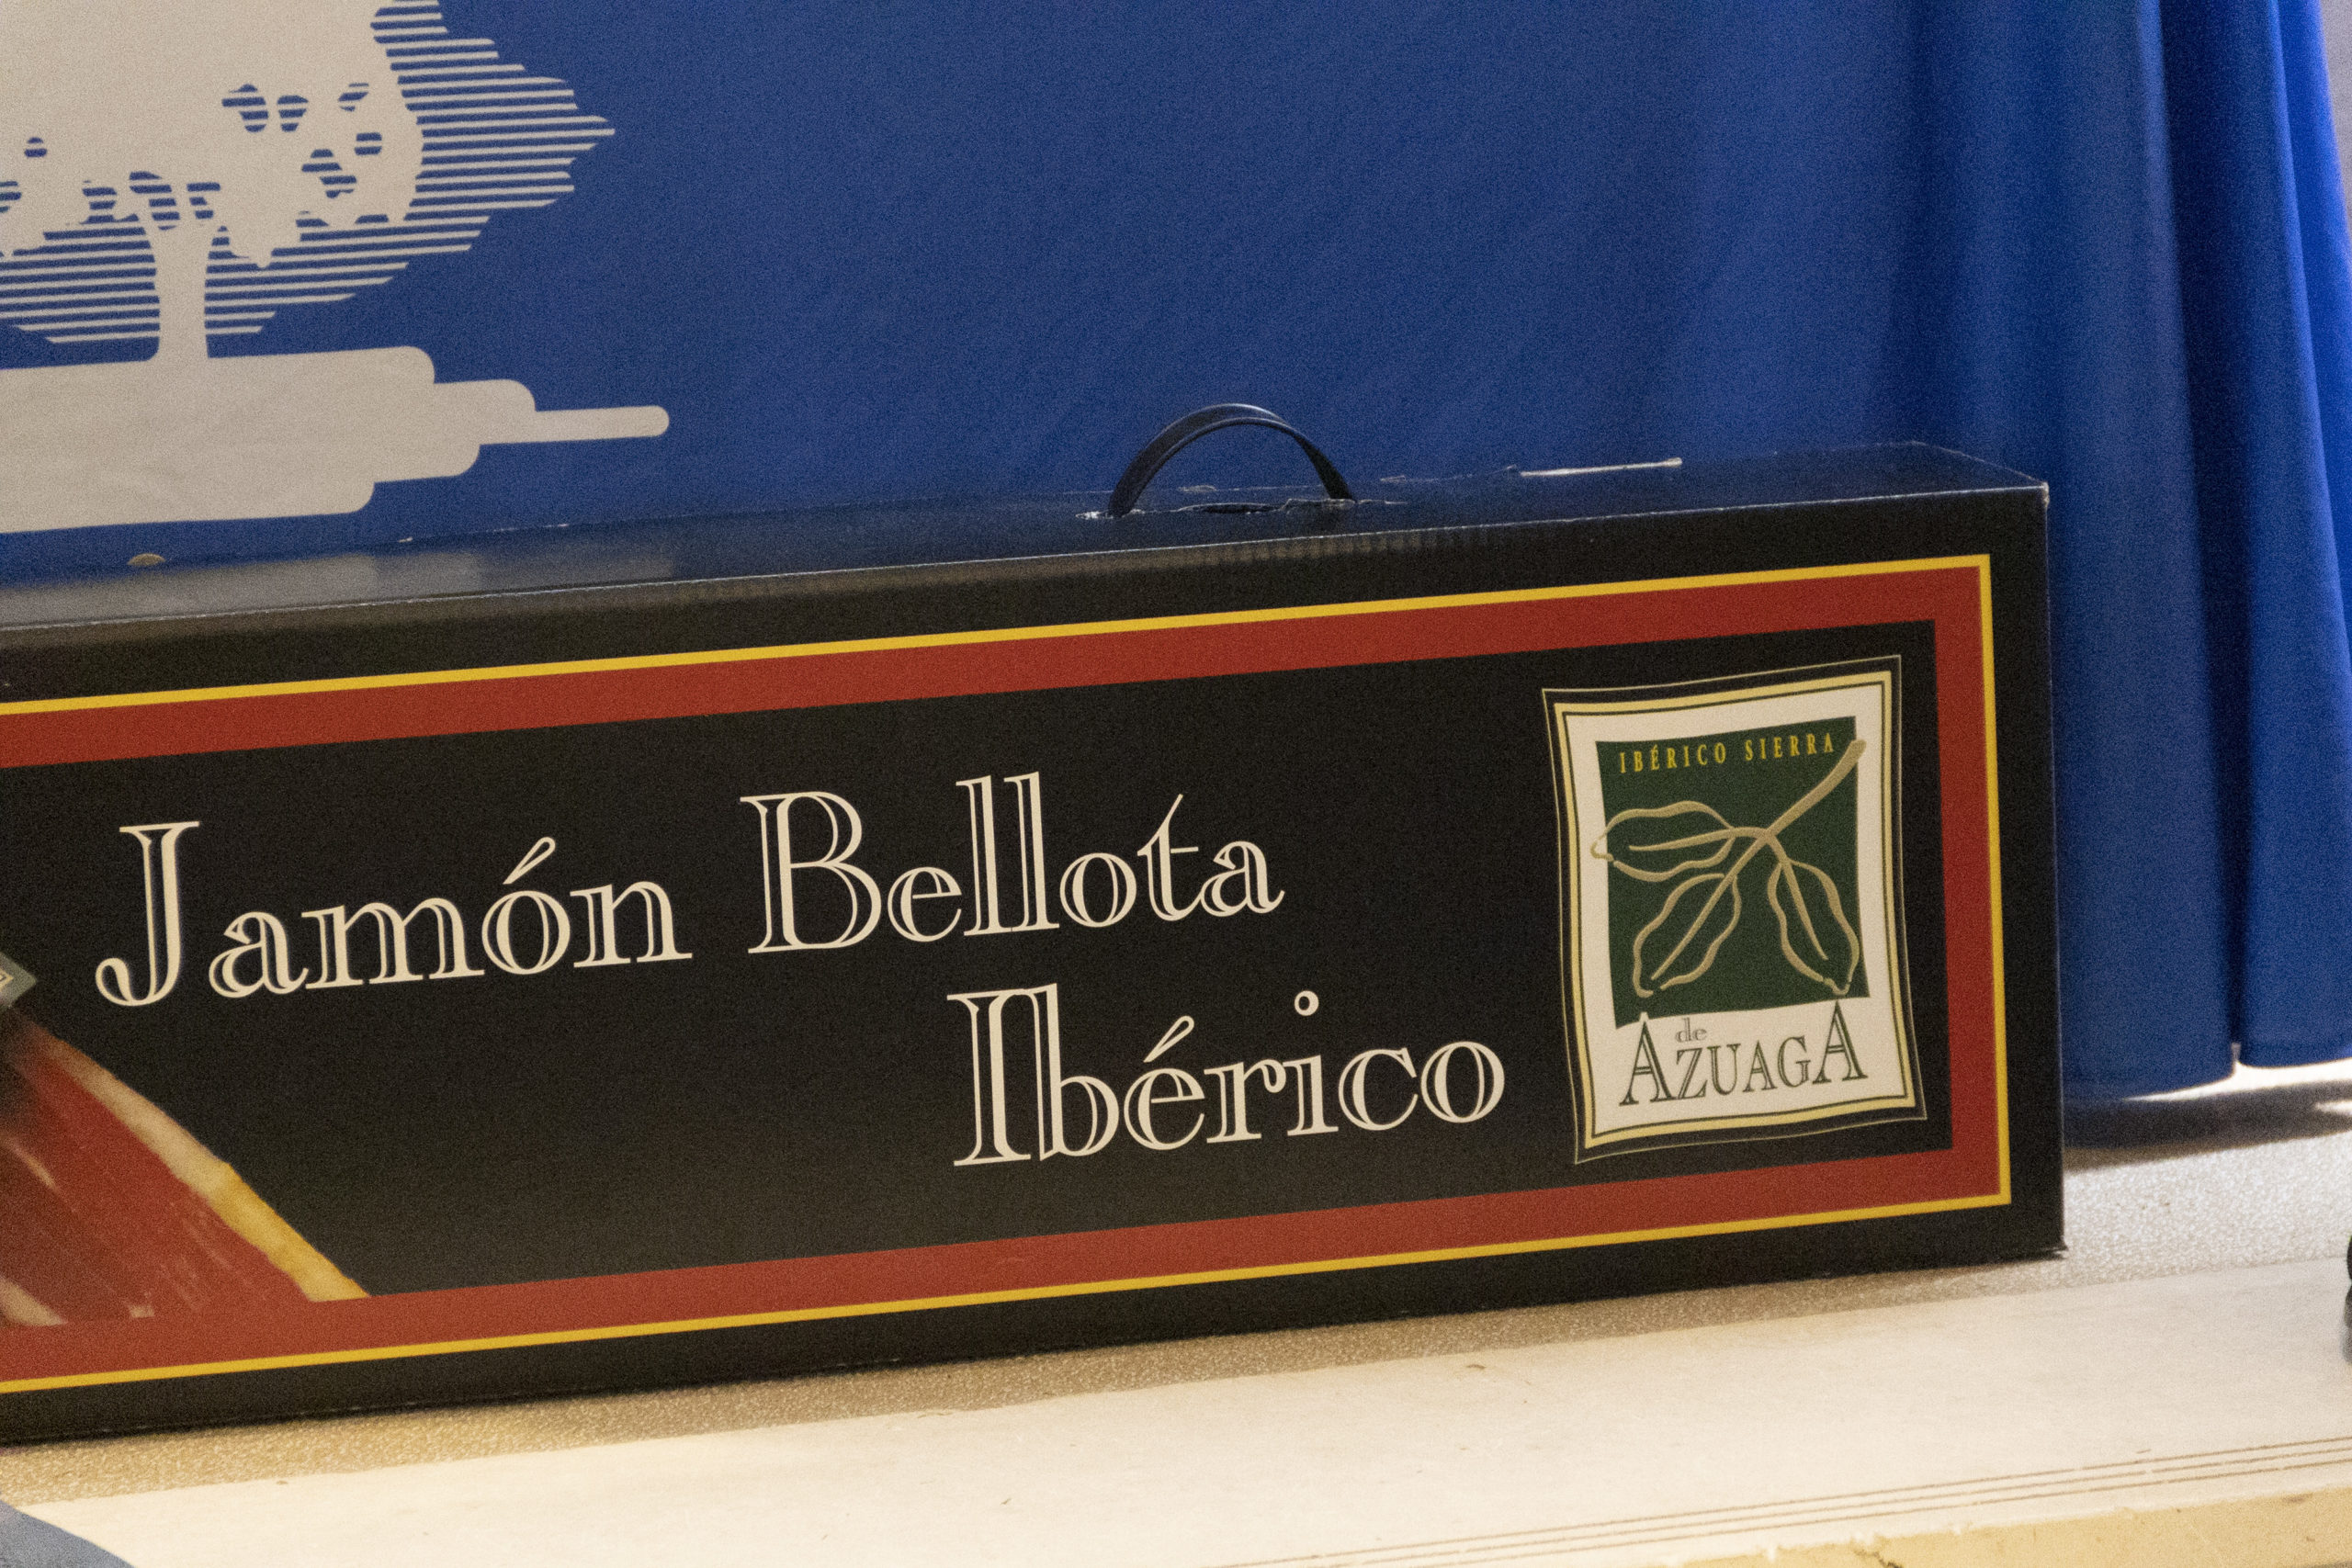 Jamón Bellota
Ibérico
IBÉRICO SIERRA
de
AZUAGA